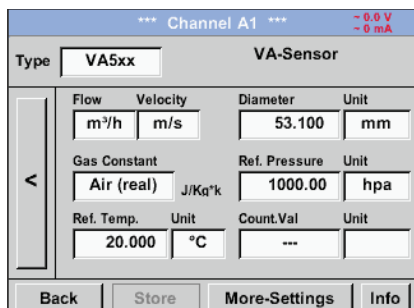 *** Channel A1 ***
~ 0.0 V
~ 0 mA
Type VA5xx VA-Sensor
Flow Velocity Diameter Unit
m³/h m/s 53.100 mm
Gas Constant Ref. Pressure Unit
< Air (real) J/Kg*k 1000.00 hpa
Ref. Temp. Unit Count.Val Unit
20.000 °C ---
Back Store More-Settings Info